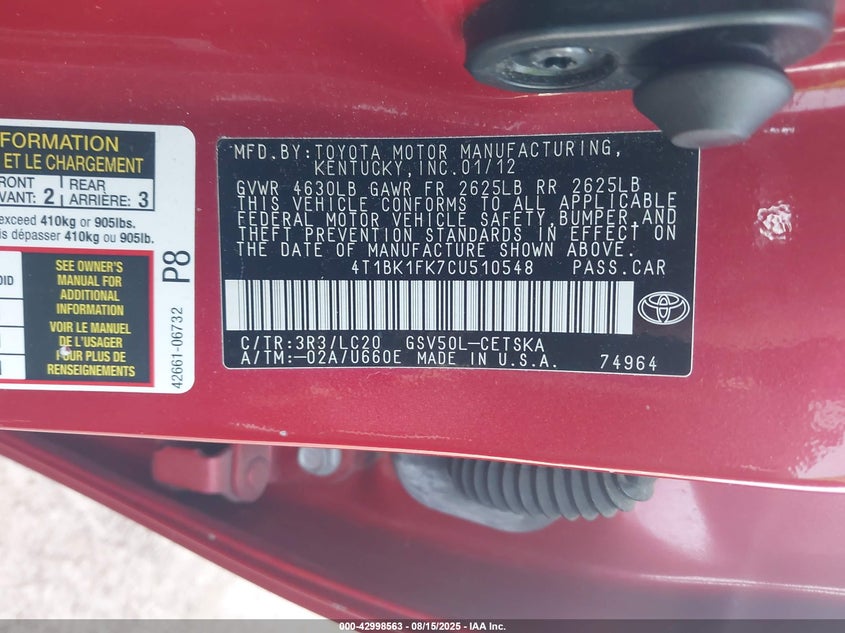 FORMATION
ET LE CHARGEMENT
FRONT
VANT: 2
REAR
ARRIÈRE: 3
exceed 410kg or 905lbs.
is dépasser 410kg ou 905lb.
OID
SEE OWNER'S
MANUAL FOR
ADDITIONAL
INFORMATION
VOIR LE MANUEL
DE L'USAGER
POUR PLUS DE
RENSEIGNEMENTS
P8
42661-06732
MFD.BY:TOYOTA MOTOR MANUFACTURING,
KENTUCKY,INC.01/12
GVWR 4630LB GAWR FR 2625LB RR 2625LB
THIS VEHICLE CONFORMS TO ALL APPLICABLE
FEDERAL MOTOR VEHICLE SAFETY,BUMPER,AND
THEFT PREVENTION STANDARDS IN EFFECT ON
THE DATE OF MANUFACTURE SHOWN ABOVE.
4T1BK1FK7CU510548 PASS.CAR
C/TR:3R3/LC20 GSV50L-CETSKA
A/TM:-02A/U660E MADE IN U.S.A. 74964
TOYOTA
000-42998563 - 08/15/2025 - IAA Inc.